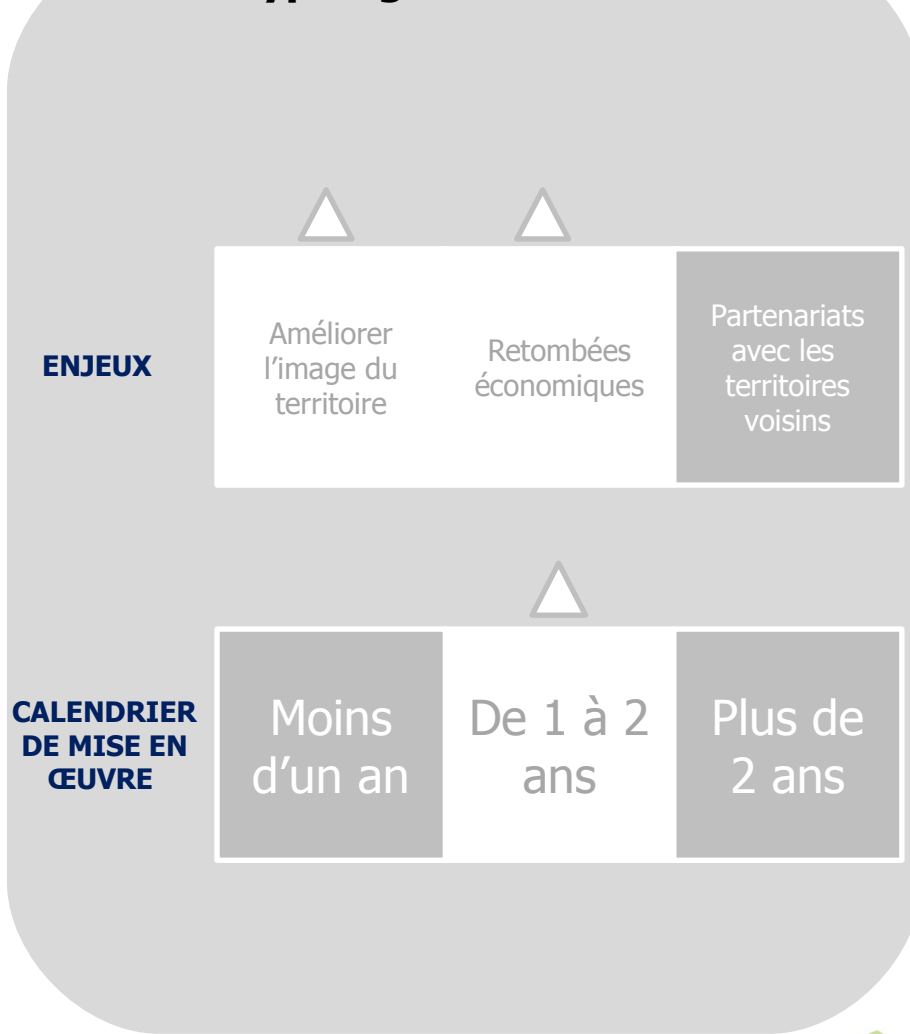 ENJEUX
Améliorer
l’image du
territoire
Retombées
économiques
Partenariats
avec les
territoires
voisins
CALENDRIER
DE MISE EN
ŒUVRE
Moins
d’un an
De 1 à 2
ans
Plus de
2 ans